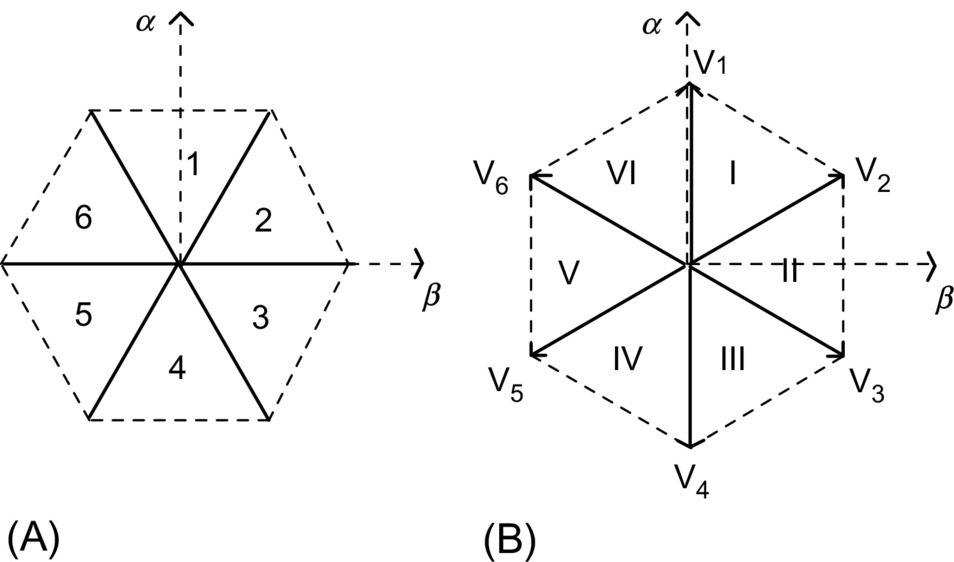 α
1
6
2
β
5
3
4
(A)
α
V1
V₆
VI
I
V₂
V
II
β
IV
III
V₅
V₃
V₄
(B)